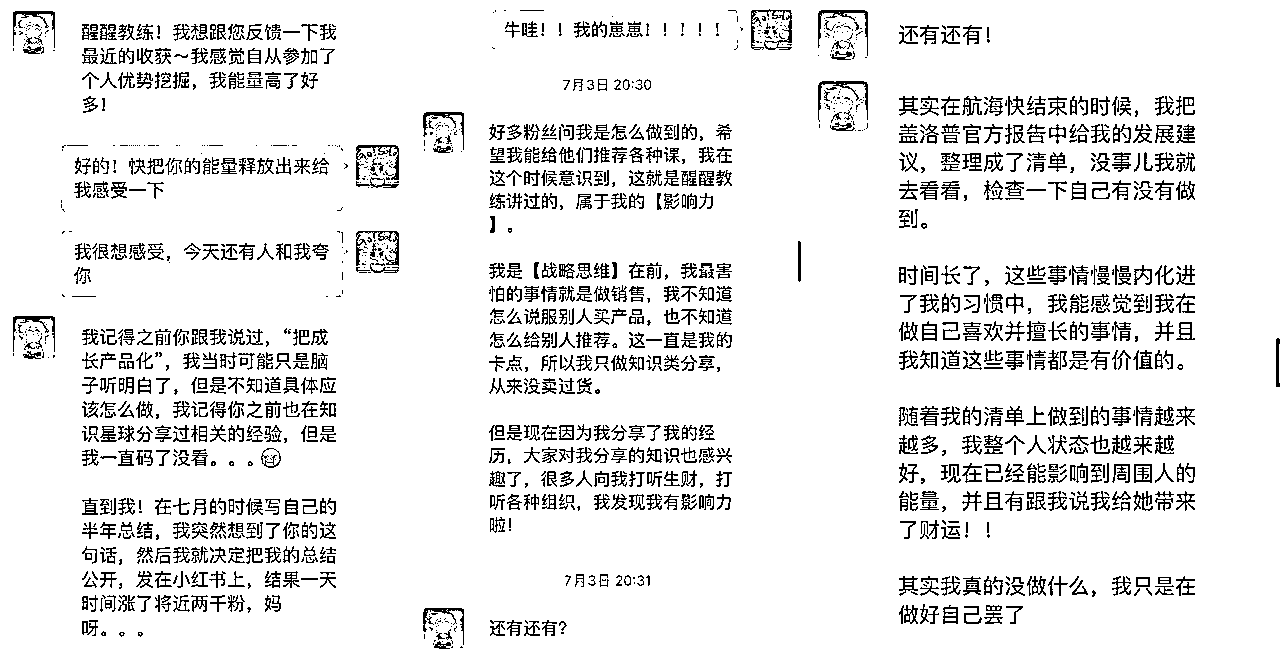 醒醒教练！我想跟您反馈一下我
最近的收获～我感觉自从参加了
个人优势挖掘，我能量高了好
多！
好的！快把你的能量释放出来给
我感受一下
我很想感受，今天还有人和我夸
你
我记得之前你跟我说过，“把成
长产品化”，我当时可能只是脑
子听明白了，但是不知道具体应
该怎么做，我记得你之前也在知
识星球分享过相关的经验，但是
我一直码了没看。。。
直到我！在七月的时候写自己的
半年总结，我突然想到了你的这
句话，然后我就决定把我的总结
公开，发在小红书上，结果一天
时间涨了将近两千粉，妈
呀。。。
牛哇！！我的崽崽！！！！！
7月3日 20:30
好多粉丝问我是怎么做到的，希
望我能给他们推荐各种课，我在
这个时候意识到，这就是醒醒教
练讲过的，属于我的【影响力
】。
我是【战略思维】在前，我最害
怕的事情就是做销售，我不知道
怎么说服别人买产品，也不知道
怎么给别人推荐。这一直是我的
卡点，所以我只做知识类分享，
从来没卖过货。
但是现在因为我分享了我的经
历，大家对我分享的知识也感兴
趣了，很多人向我打听生财，打
听各种组织，我发现我有影响力
啦！
7月3日 20:31
还有还有？
还有还有！
其实在航海快结束的时候，我把
盖洛普官方报告中给我的发展建
议，整理成了清单，没事儿我就
去看看，检查一下自己有没有做
到。
时间长了，这些事情慢慢内化进
了我的习惯中，我能感觉到我在
做自己喜欢并擅长的事情，并且
我知道这些事情都是有价值的。
随着我的清单上做到的事情越来
越多，我整个人状态也越来越
好，现在已经能影响到周围人的
能量，并且有跟我说我给她带来
了财运！！
其实我真的没做什么，我只是在
做好自己罢了